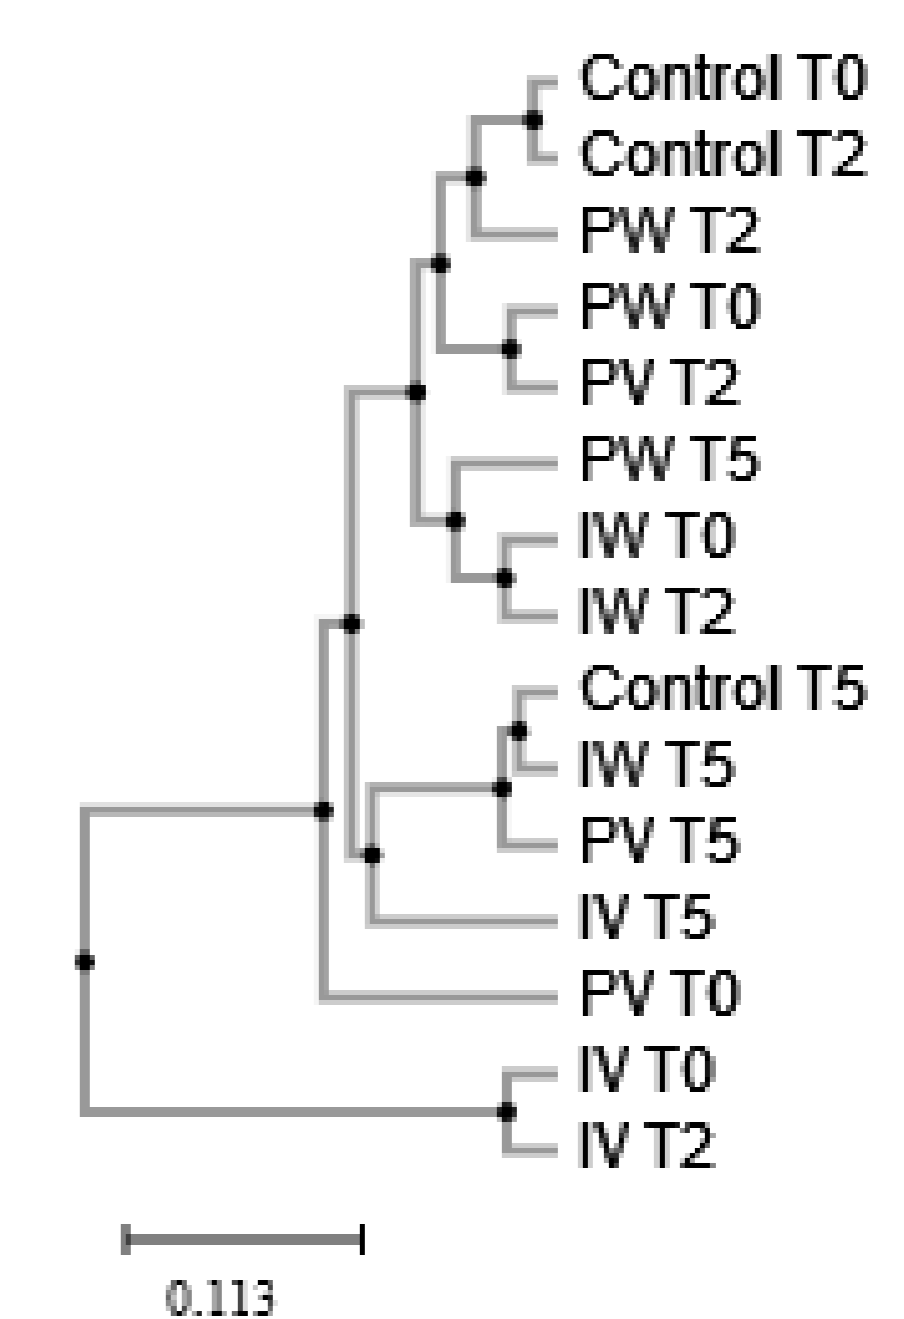 Control T0
Control T2
PW T2
PW T0
PV T2
PW T5
IW T0
IW T2
Control T5
IW T5
PV T5
IV T5
PV T0
IV T0
IV T2
0.113